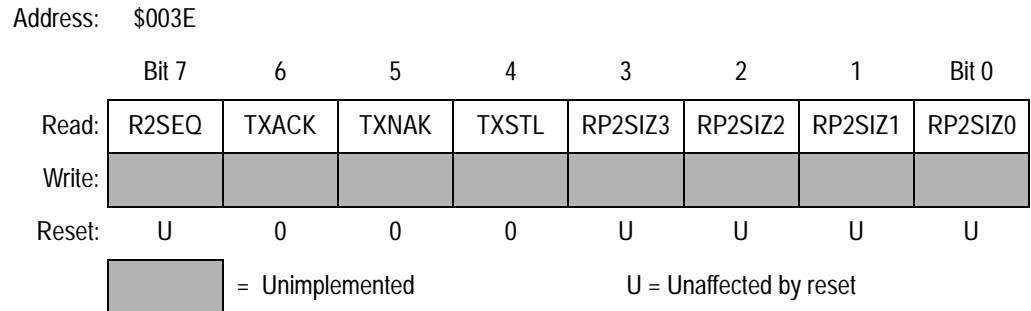 Address: $003E
Bit 7 6 5 4 3 2 1 Bit 0
Read: R2SEQ TXACK TXNAK TXSTL RP2SIZ3 RP2SIZ2 RP2SIZ1 RP2SIZ0
Write:
Reset: U 0 0 0 U U U U
= Unimplemented U = Unaffected by reset